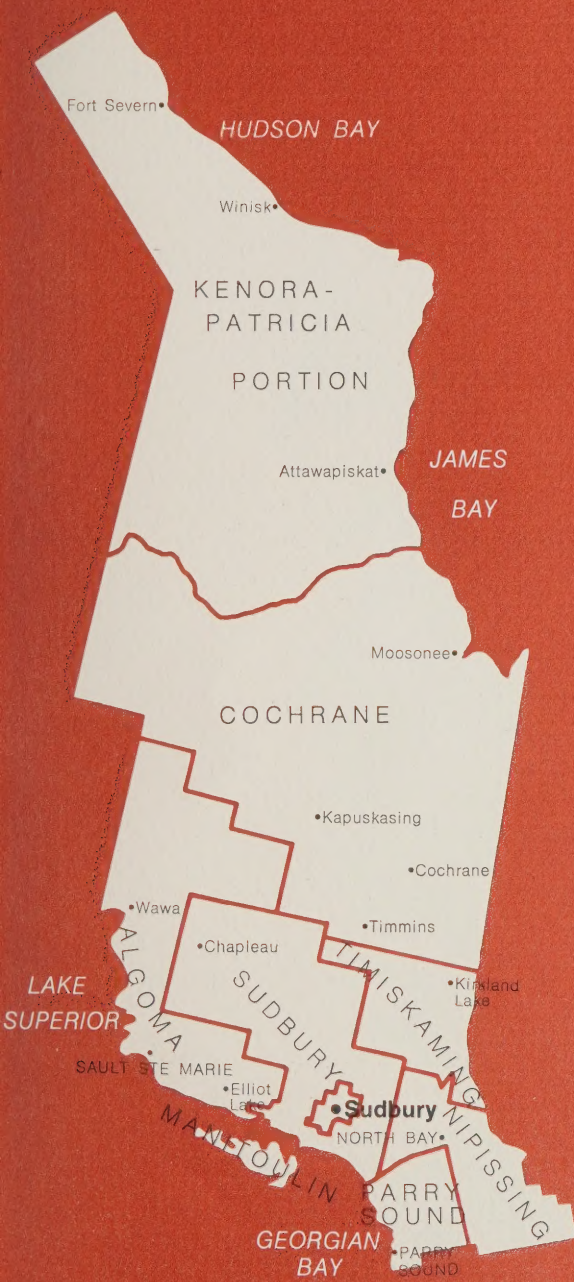 Fort Severn
HUDSON BAY
Winisk
KENORA-
PATRICIA
PORTION
Attawapiskat
JAMES
BAY
Moosonee
COCHRANE
Kapuskasing
Cochrane
Wawa
Timmins
Chapleau
TIMISKAMING
Kirkland
Lake
ALGOMA
SUDBURY
LAKE
SUPERIOR
SAULT STE MARIE
Elliot
Lake
Sudbury
NORTH BAY
NIPISSING
MANITOULIN
PARRY
SOUND
GEORGIAN
BAY
PARRY
SOUND